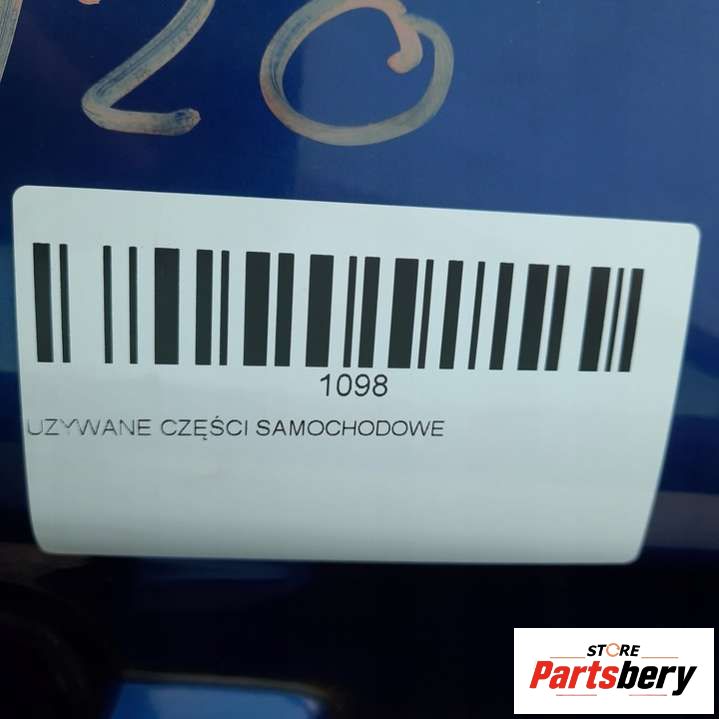 20
1098
UZYWANE CZĘŚCI SAMOCHODOWE
STORE
Partsbery